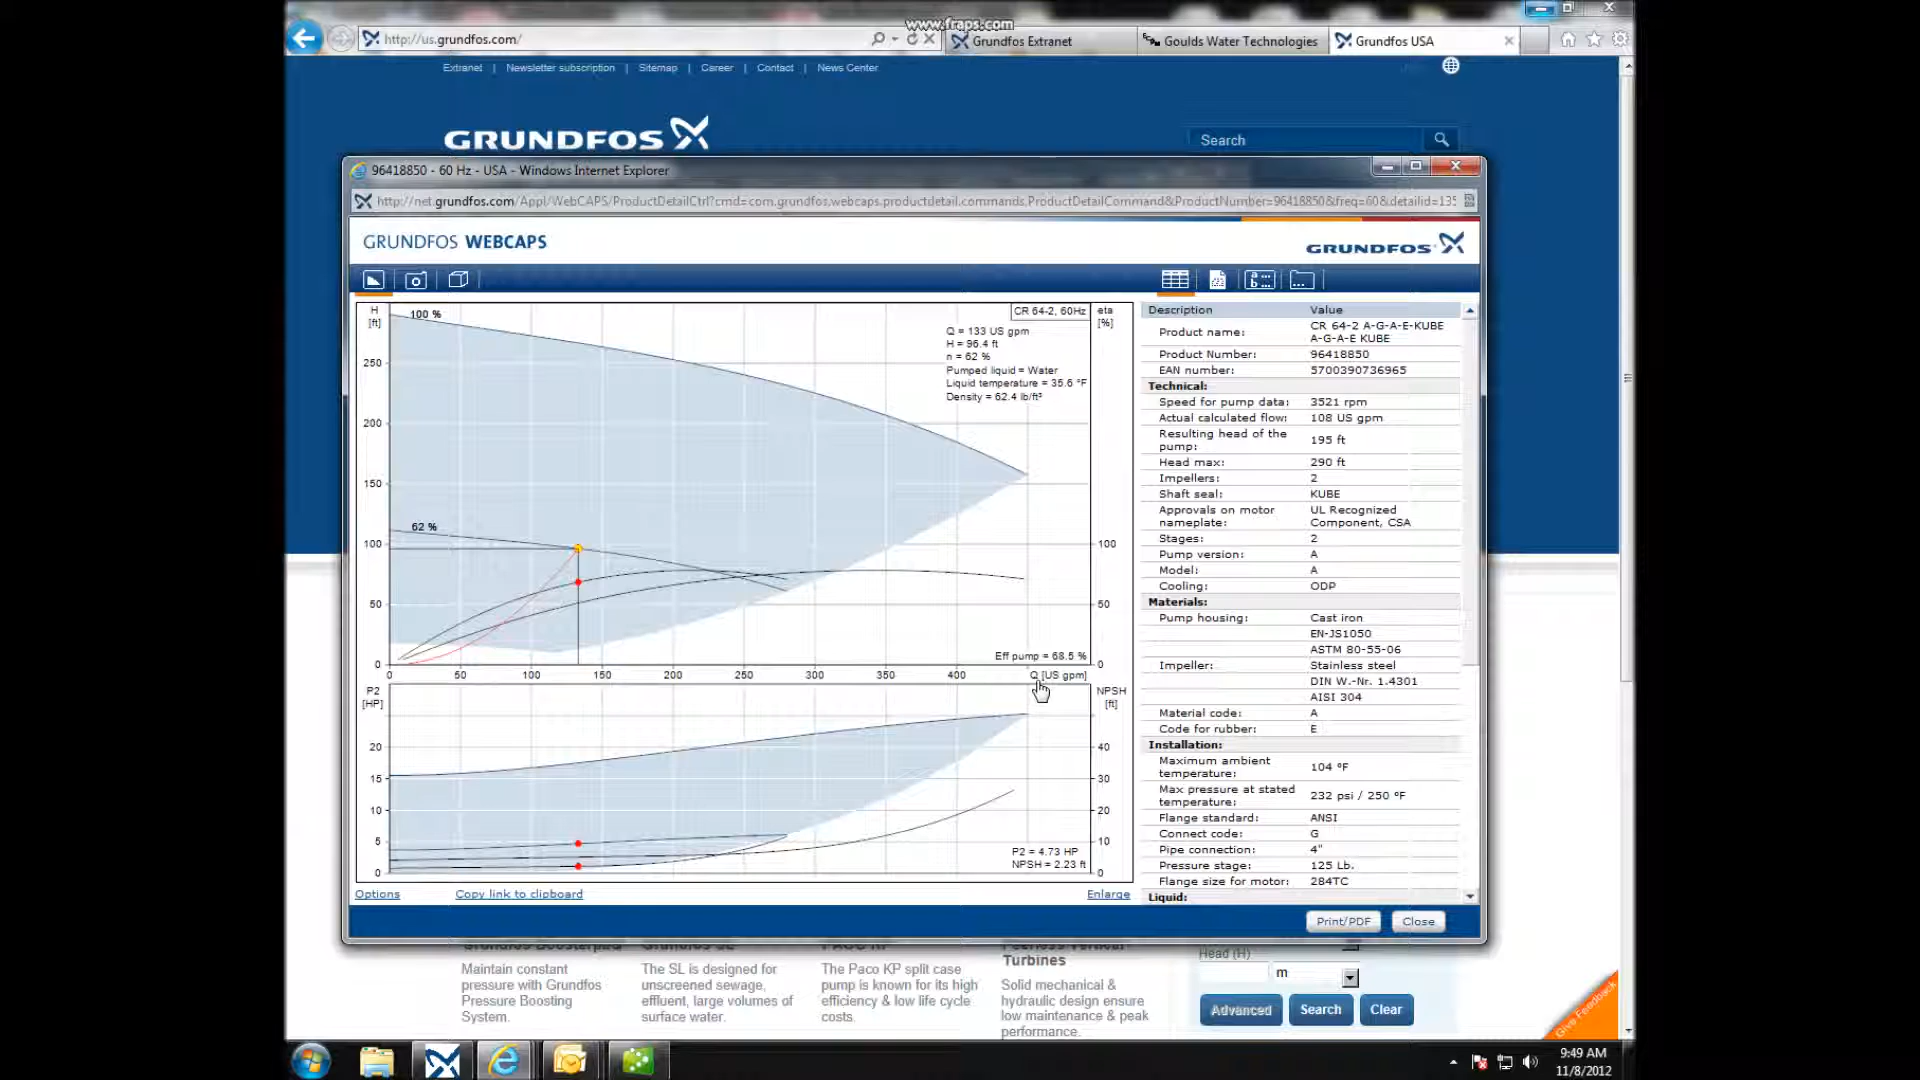 www.fraps.com
http://us.grundfos.com/
Grundfos Extranet
Goulds Water Technologies
Grundfos USA
Extranet | Newsletter subscription | Sitemap | Career | Contact | News Center
GRUNDFOS
Search
96418850 - 60 Hz - USA - Windows Internet Explorer
http://net.grundfos.com/Appl/WebCAPS/ProductDetailCtrl?cmd=com.grundfos.webcaps.productdetail.commands.ProductDetailCommand&ProductNumber=96418850&freq=60&detailid=135
GRUNDFOS WEBCAPS
GRUNDFOS
H
[ft]
100 %
CR 64-2, 60Hz
eta
[%]
Q = 133 US gpm
H = 96.4 ft
n = 62 %
Pumped liquid = Water
Liquid temperature = 35.6 °F
Density = 62.4 lb/ft³
250
200
150
62 %
100
100
50
50
Eff pump = 68.5 %
0
0
0 50 100 150 200 250 300 350 400 Q [US gpm]
P2
[HP]
NPSH
[ft]
20
40
15
30
10
20
5
10
P2 = 4.73 HP
NPSH = 2.23 ft
0
0
Options
Copy link to clipboard
Enlarge
Description Value
Product name: CR 64-2 A-G-A-E-KUBE
A-G-A-E KUBE
Product Number: 96418850
EAN number: 5700390736965
Technical:
Speed for pump data: 3521 rpm
Actual calculated flow: 108 US gpm
Resulting head of the
pump: 195 ft
Head max: 290 ft
Impellers: 2
Shaft seal: KUBE
Approvals on motor UL Recognized
nameplate: Component, CSA
Stages: 2
Pump version: A
Model: A
Cooling: ODP
Materials:
Pump housing: Cast iron
EN-JS1050
ASTM 80-55-06
Impeller: Stainless steel
DIN W.-Nr. 1.4301
AISI 304
Material code: A
Code for rubber: E
Installation:
Maximum ambient
temperature: 104 °F
Max pressure at stated
temperature: 232 psi / 250 °F
Flange standard: ANSI
Connect code: G
Pipe connection: 4"
Pressure stage: 125 Lb.
Flange size for motor: 284TC
Liquid:
Print/PDF
Close
Maintain constant
pressure with Grundfos
Pressure Boosting
System.
The SL is designed for
unscreened sewage,
effluent, large volumes of
surface water.
The Paco KP split case
pump is known for its high
efficiency & low life cycle
costs.
Turbines
Solid mechanical &
hydraulic design ensure
low maintenance & peak
performance.
Head (H)
m
Advanced
Search
Clear
Give Feedback
9:49 AM
11/8/2012